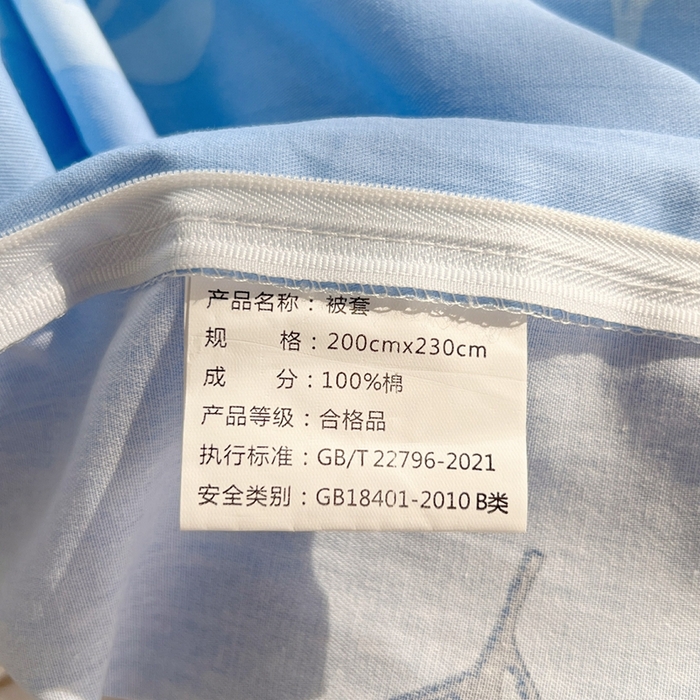 产品名称：被套
规 格：200cmx230cm
成 分：100%棉
产品等级：合格品
执行标准：GB/T 22796-2021
安全类别：GB18401-2010 B类